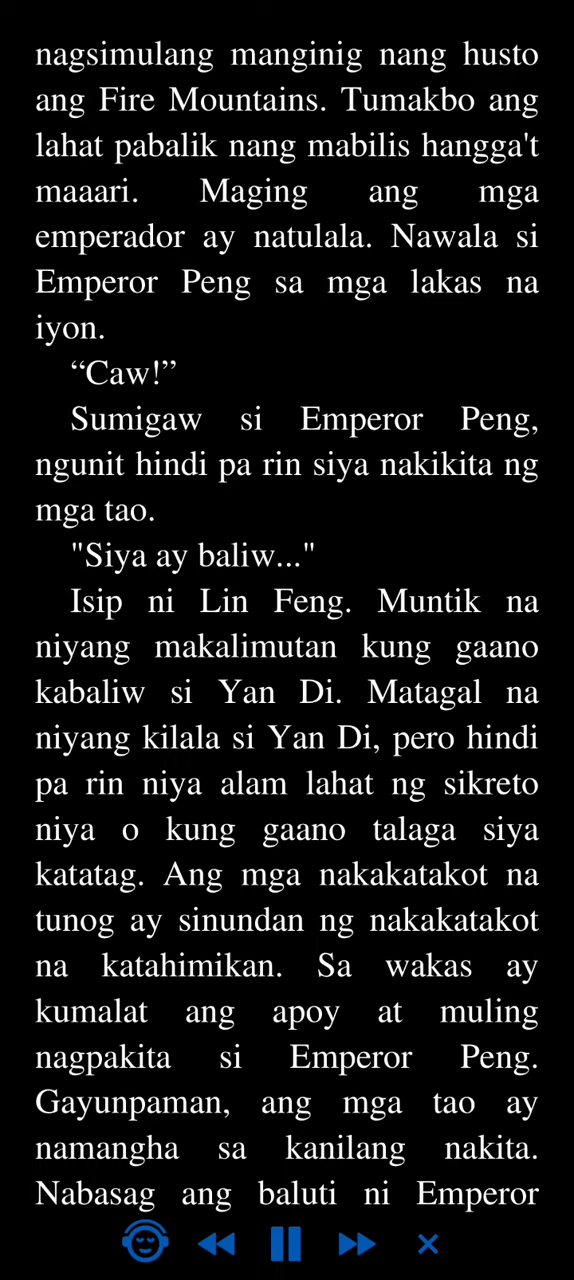 nagsimulang manginig nang husto
ang Fire Mountains. Tumakbo ang
lahat pabalik nang mabilis hangga't
maaari. Maging ang mga
emperador ay natulala. Nawala si
Emperor Peng sa mga lakas na
iyon.
“Caw!”
Sumigaw si Emperor Peng,
ngunit hindi pa rin siya nakikita ng
mga tao.
"Siya ay baliw..."
Isip ni Lin Feng. Muntik na
niyang makalimutan kung gaano
kabaliw si Yan Di. Matagal na
niyang kilala si Yan Di, pero hindi
pa rin niya alam lahat ng sikreto
niya o kung gaano talaga siya
katatag. Ang mga nakakatakot na
tunog ay sinundan ng nakakatakot
na katahimikan. Sa wakas ay
kumalat ang apoy at muling
nagpakita si Emperor Peng.
Gayunpaman, ang mga tao ay
namangha sa kanilang nakita.
Nabasag ang baluti ni Emperor